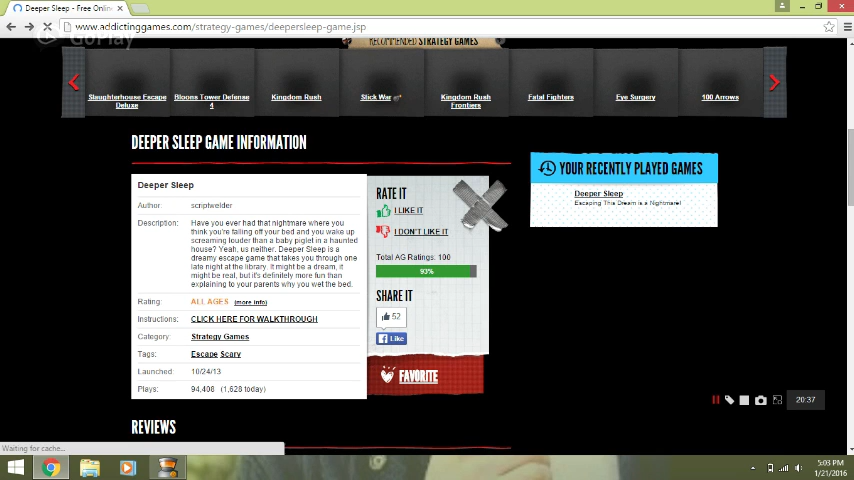 Deeper Sleep - Free Online
www.addictinggames.com/strategy-games/deepersleep-game.jsp
GoPlay
RECOMMENDED STRATEGY GAMES
Slaughterhouse Escape Deluxe
Bloons Tower Defense 4
Kingdom Rush
Stick War
Kingdom Rush Frontiers
Fatal Fighters
Eye Surgery
100 Arrows
DEEPER SLEEP GAME INFORMATION
Deeper Sleep
Author: scriptwelder
Description: Have you ever had that nightmare where you
think you're falling off your bed and you wake up
screaming louder than a baby piglet in a haunted
house? Yeah, us neither. Deeper Sleep is a
dreamy escape game that takes you through one
late night at the library. It might be a dream, it
might be real, but it's definitely more fun than
explaining to your parents why you wet the bed.
Rating: ALL AGES (more info)
Instructions: CLICK HERE FOR WALKTHROUGH
Category: Strategy Games
Tags: Escape Scary
Launched: 10/24/13
Plays: 94,408 (1,628 today)
RATE IT
I LIKE IT
I DON'T LIKE IT
Total AG Ratings: 100
93%
SHARE IT
52
Like
FAVORITE
YOUR RECENTLY PLAYED GAMES
Deeper Sleep
Escaping This Dream is a Nightmare!
REVIEWS
20:37
Waiting for cache...
5:03 PM
1/21/2016